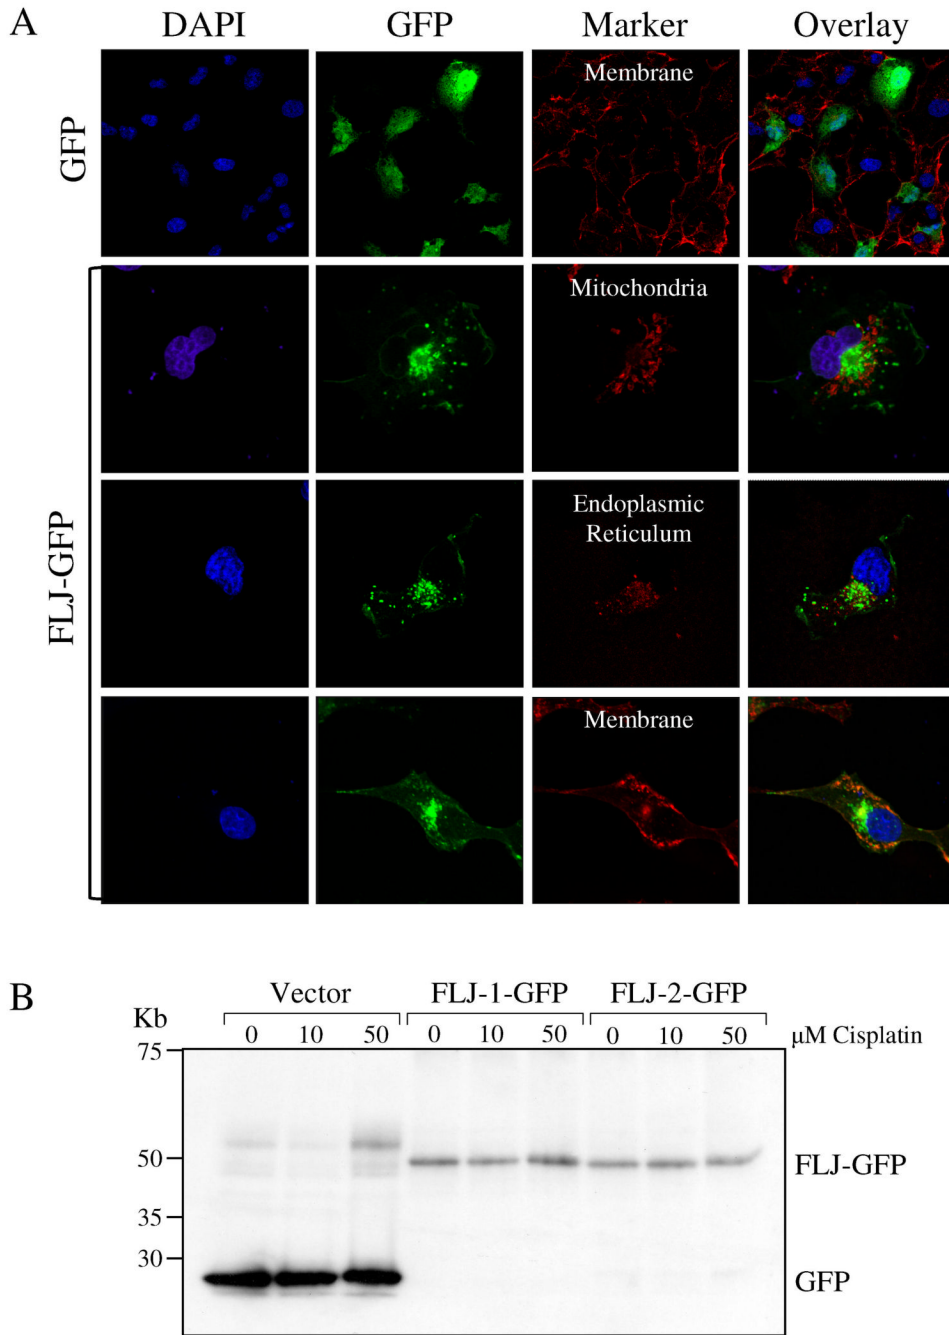 A
DAPI GFP Marker Overlay
GFP
Membrane
FLJ-GFP
Mitochondria
Endoplasmic
Reticulum
Membrane
B
Vector FLJ-1-GFP FLJ-2-GFP
Kb
0 10 50 0 10 50 0 10 50 μM Cisplatin
75
50
FLJ-GFP
35
30
GFP